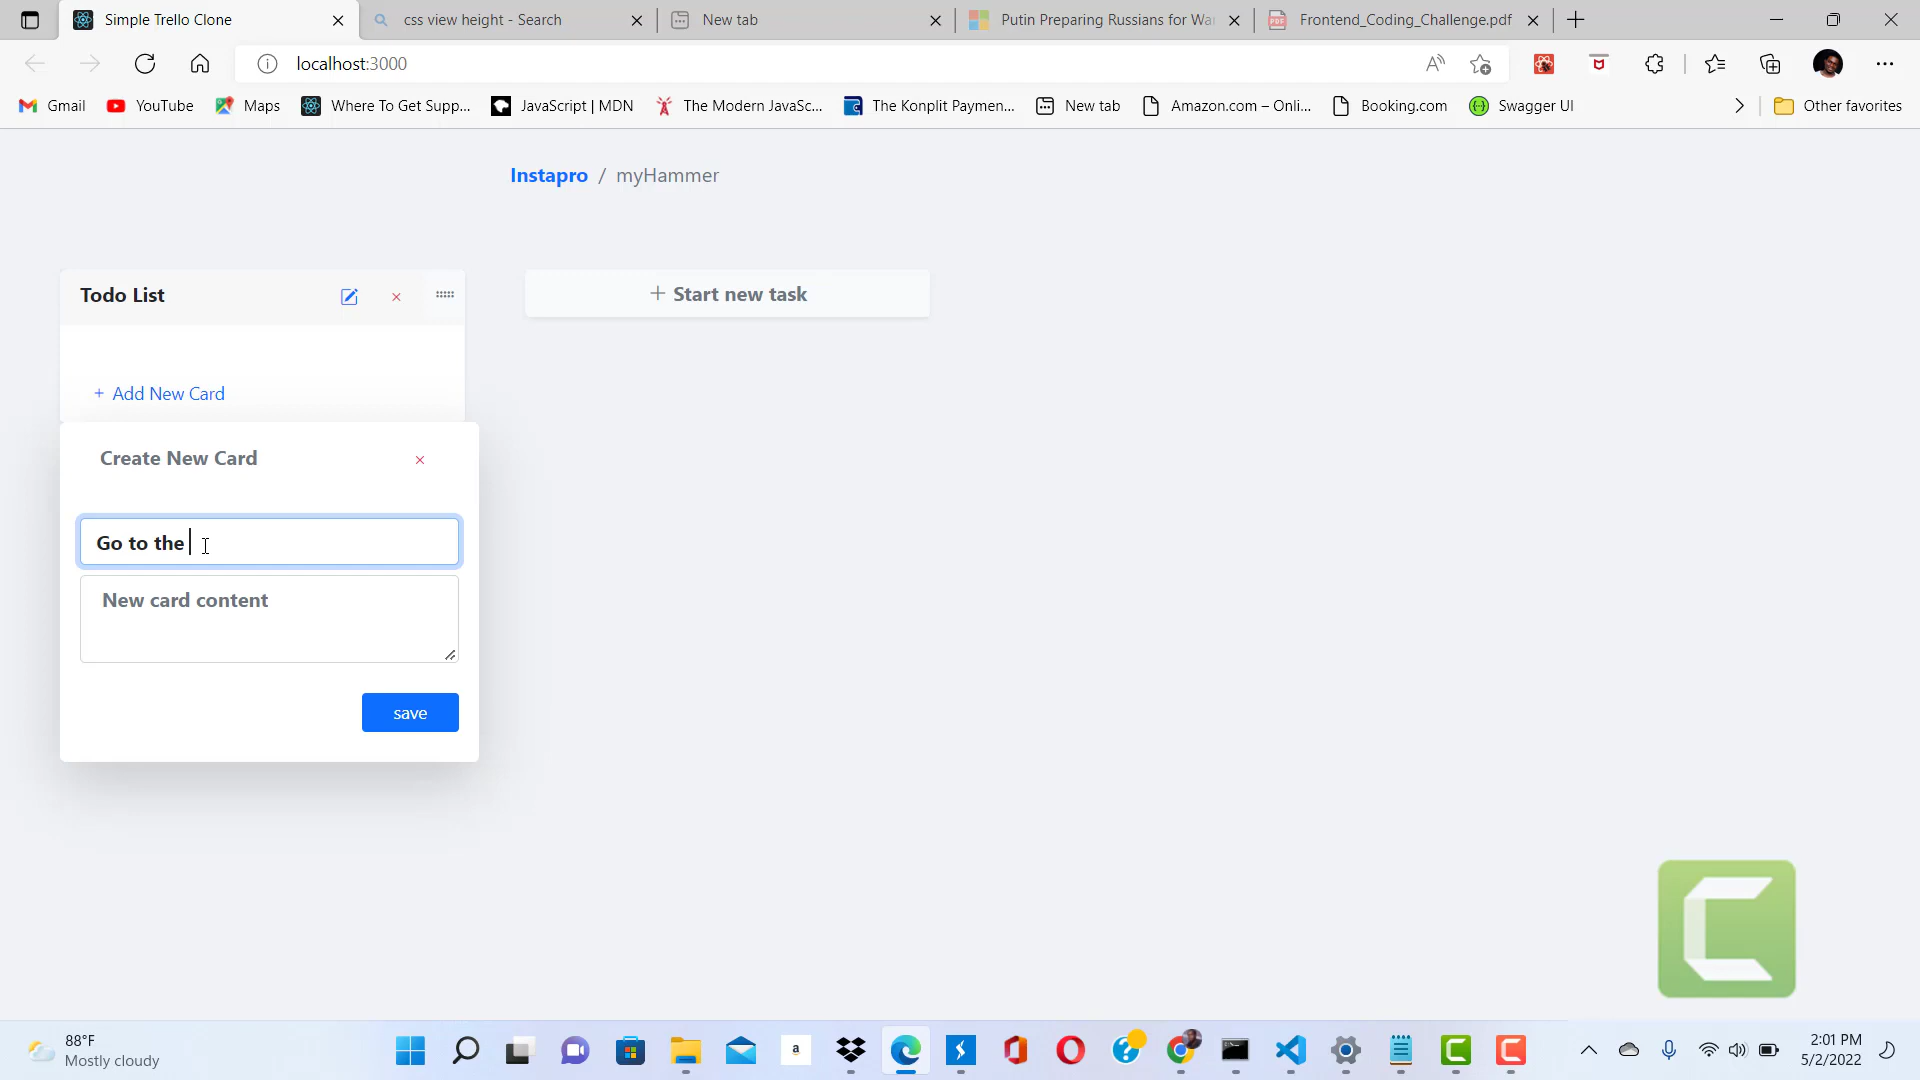 Simple Trello Clone
css view height - Search
New tab
Putin Preparing Russians for Wa
Frontend_Coding_Challenge.pdf
localhost:3000
Gmail
YouTube
Maps
Where To Get Supp...
JavaScript | MDN
The Modern JavaSc...
The Konplit Paymen...
New tab
Amazon.com – Onli...
Booking.com
Swagger UI
Other favorites
Instapro / myHammer
Todo List
+ Start new task
+ Add New Card
Create New Card
Go to the
New card content
save
88°F
Mostly cloudy
2:01 PM
5/2/2022